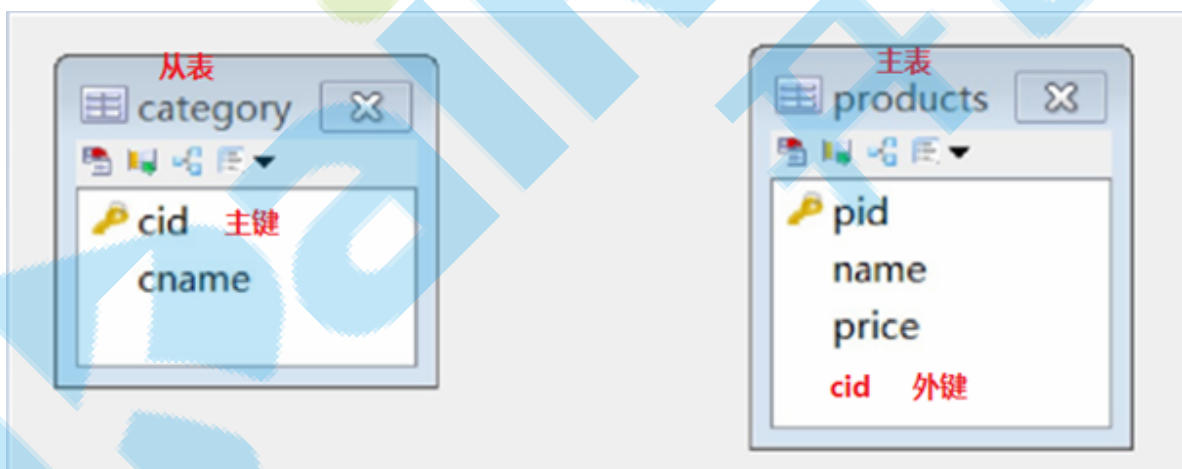 从表
category
cid 主键
cname
主表
products
pid
name
price
cid 外键